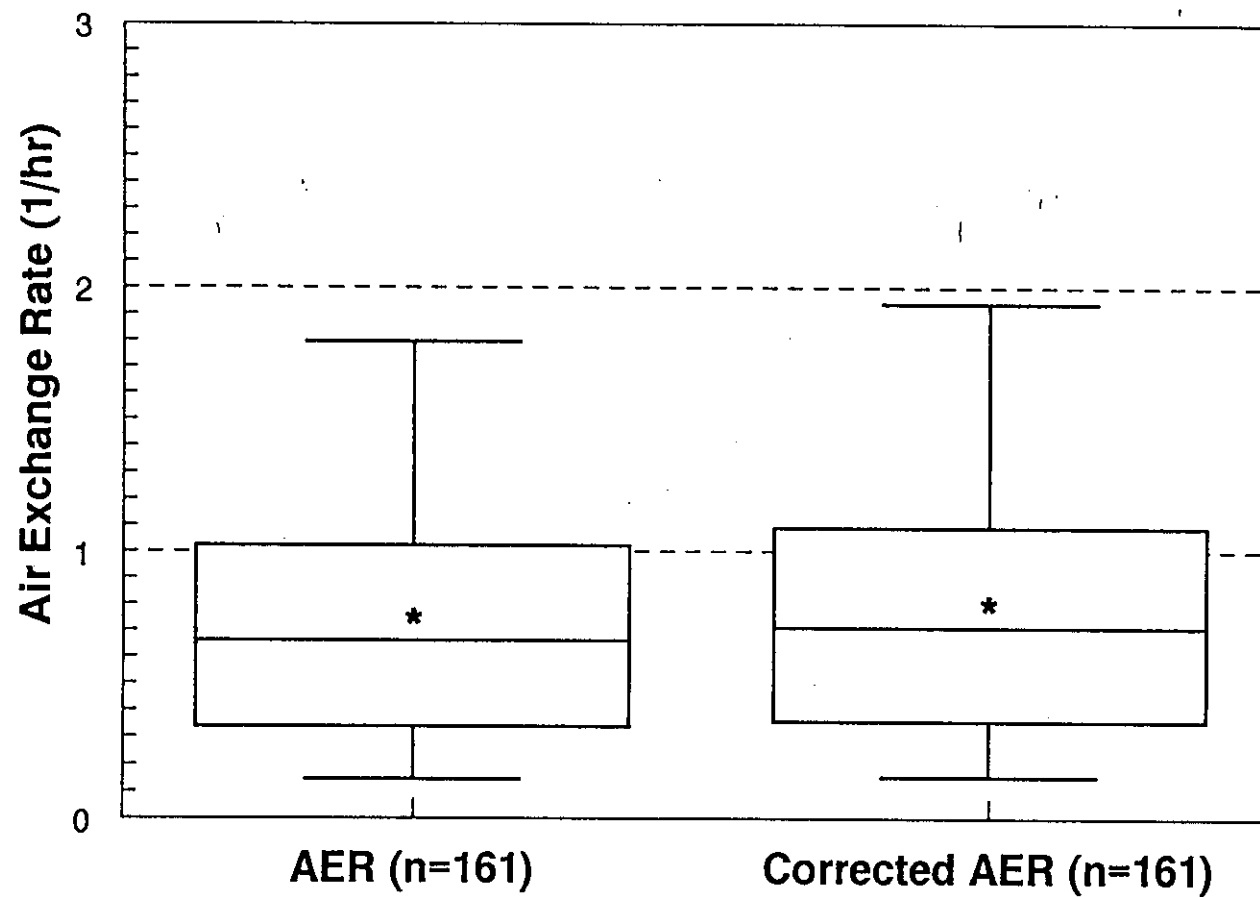 3
2
1
0
Air Exchange Rate (1/hr)
*
*
AER (n=161)
Corrected AER (n=161)